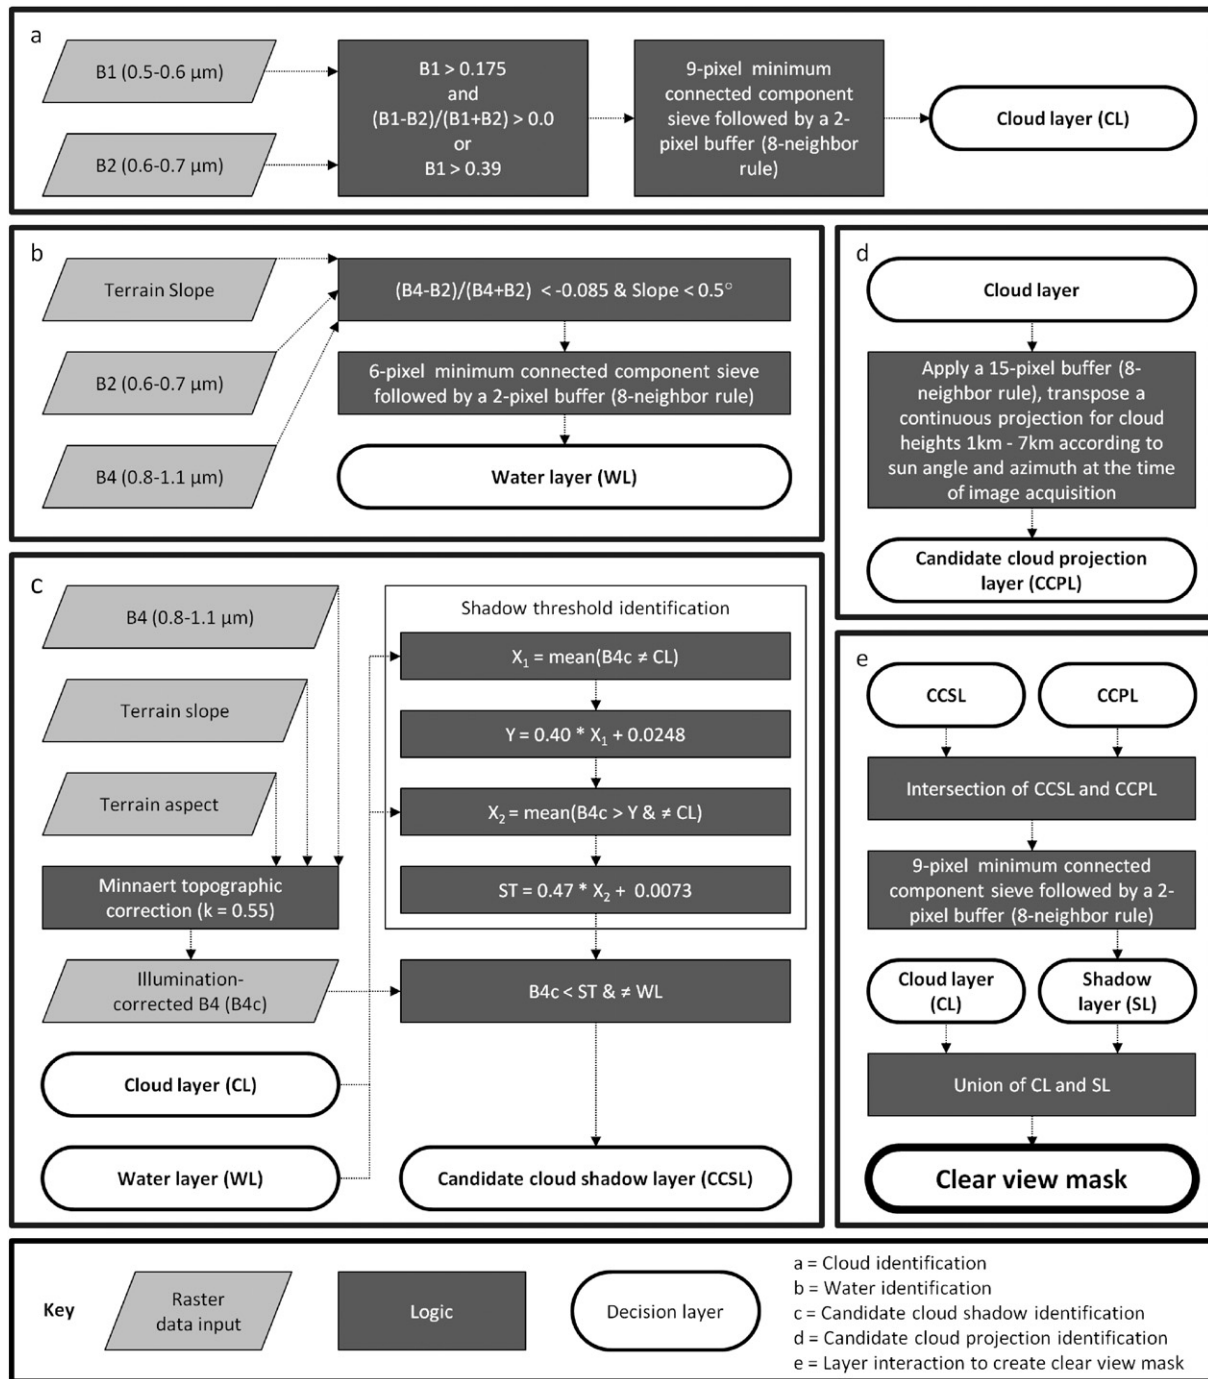 a
B1 (0.5-0.6 µm)
B2 (0.6-0.7 µm)
B1 > 0.175
and
(B1-B2)/(B1+B2) > 0.0
or
B1 > 0.39
9-pixel minimum
connected component
sieve followed by a 2-
pixel buffer (8-neighbor
rule)
Cloud layer (CL)
b
Terrain Slope
B2 (0.6-0.7 µm)
B4 (0.8-1.1 µm)
(B4-B2)/(B4+B2) < -0.085 & Slope < 0.5°
6-pixel minimum connected component sieve
followed by a 2-pixel buffer (8-neighbor rule)
Water layer (WL)
d
Cloud layer
Apply a 15-pixel buffer (8-
neighbor rule), transpose a
continuous projection for cloud
heights 1km - 7km according to
sun angle and azimuth at the time
of image acquisition
Candidate cloud projection
layer (CCPL)
c
B4 (0.8-1.1 µm)
Terrain slope
Terrain aspect
Minnaert topographic
correction (k = 0.55)
Illumination-
corrected B4 (B4c)
Cloud layer (CL)
Water layer (WL)
Shadow threshold identification
X₁ = mean(B4c ≠ CL)
Y = 0.40 * X₁ + 0.0248
X₂ = mean(B4c > Y & ≠ CL)
ST = 0.47 * X₂ + 0.0073
B4c < ST & ≠ WL
Candidate cloud shadow layer (CCSL)
e
CCSL
CCPL
Intersection of CCSL and CCPL
9-pixel minimum connected
component sieve followed by a 2-
pixel buffer (8-neighbor rule)
Cloud layer
(CL)
Shadow
layer (SL)
Union of CL and SL
Clear view mask
Key
Raster
data input
Logic
Decision layer
a = Cloud identification
b = Water identification
c = Candidate cloud shadow identification
d = Candidate cloud projection identification
e = Layer interaction to create clear view mask